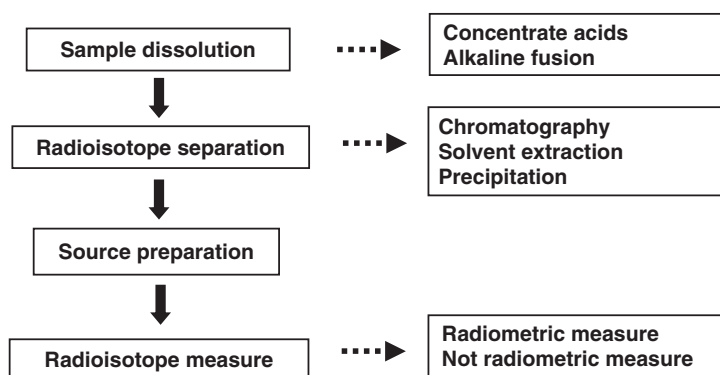 Sample dissolution
Concentrate acids
Alkaline fusion
Radioisotope separation
Chromatography
Solvent extraction
Precipitation
Source preparation
Radioisotope measure
Radiometric measure
Not radiometric measure